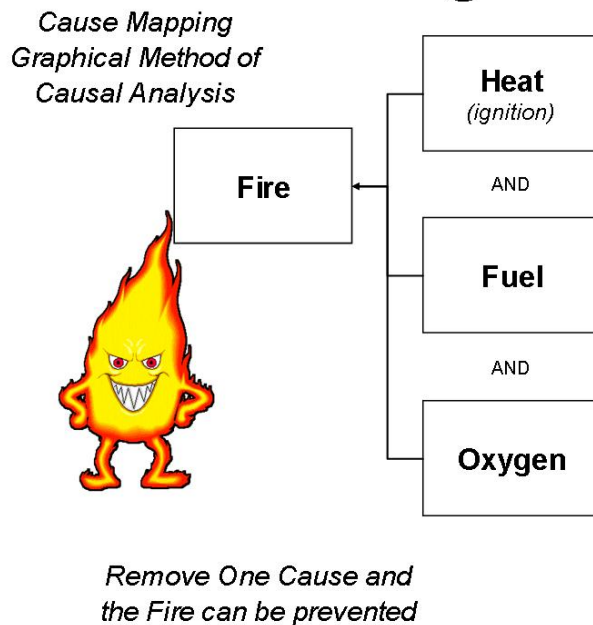 Cause Mapping
Graphical Method of
Causal Analysis
Fire
Heat
(ignition)
AND
Fuel
AND
Oxygen
Remove One Cause and
the Fire can be prevented